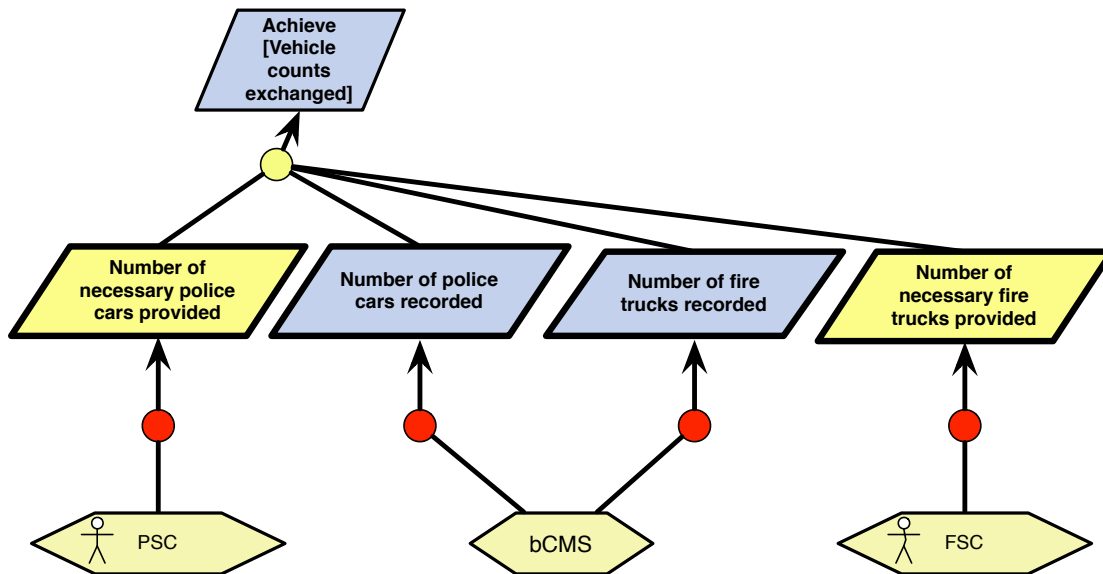 Achieve
[Vehicle
counts
exchanged]
Number of
necessary police
cars provided
Number of police
cars recorded
Number of fire
trucks recorded
Number of
necessary fire
trucks provided
PSC
bCMS
FSC